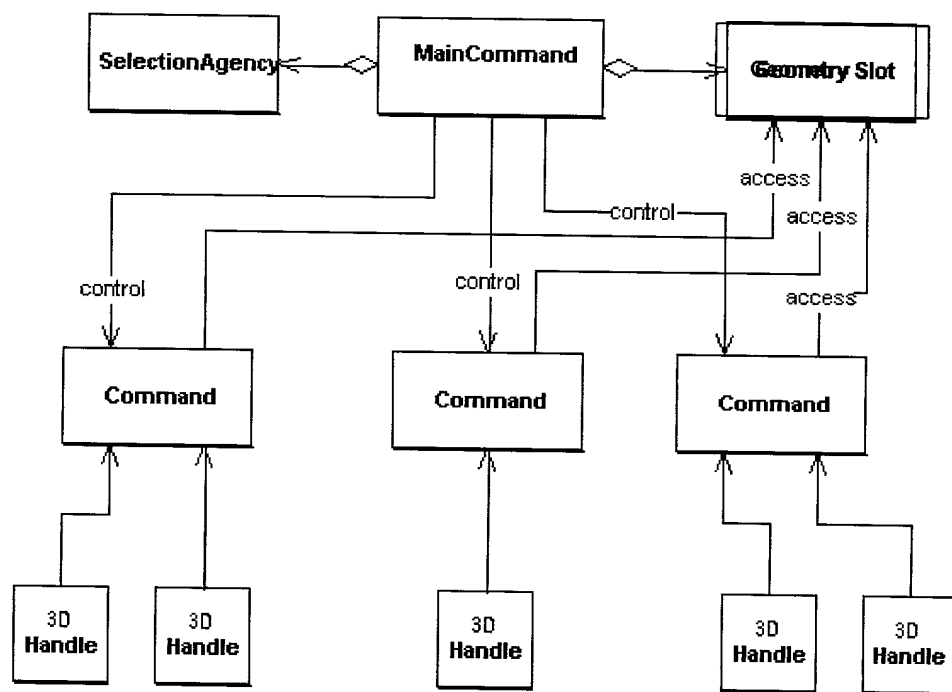 SelectionAgency
MainCommand
Geometry Slot
access
control
access
control
control
access
Command
Command
Command
3D
Handle
3D
Handle
3D
Handle
3D
Handle
3D
Handle